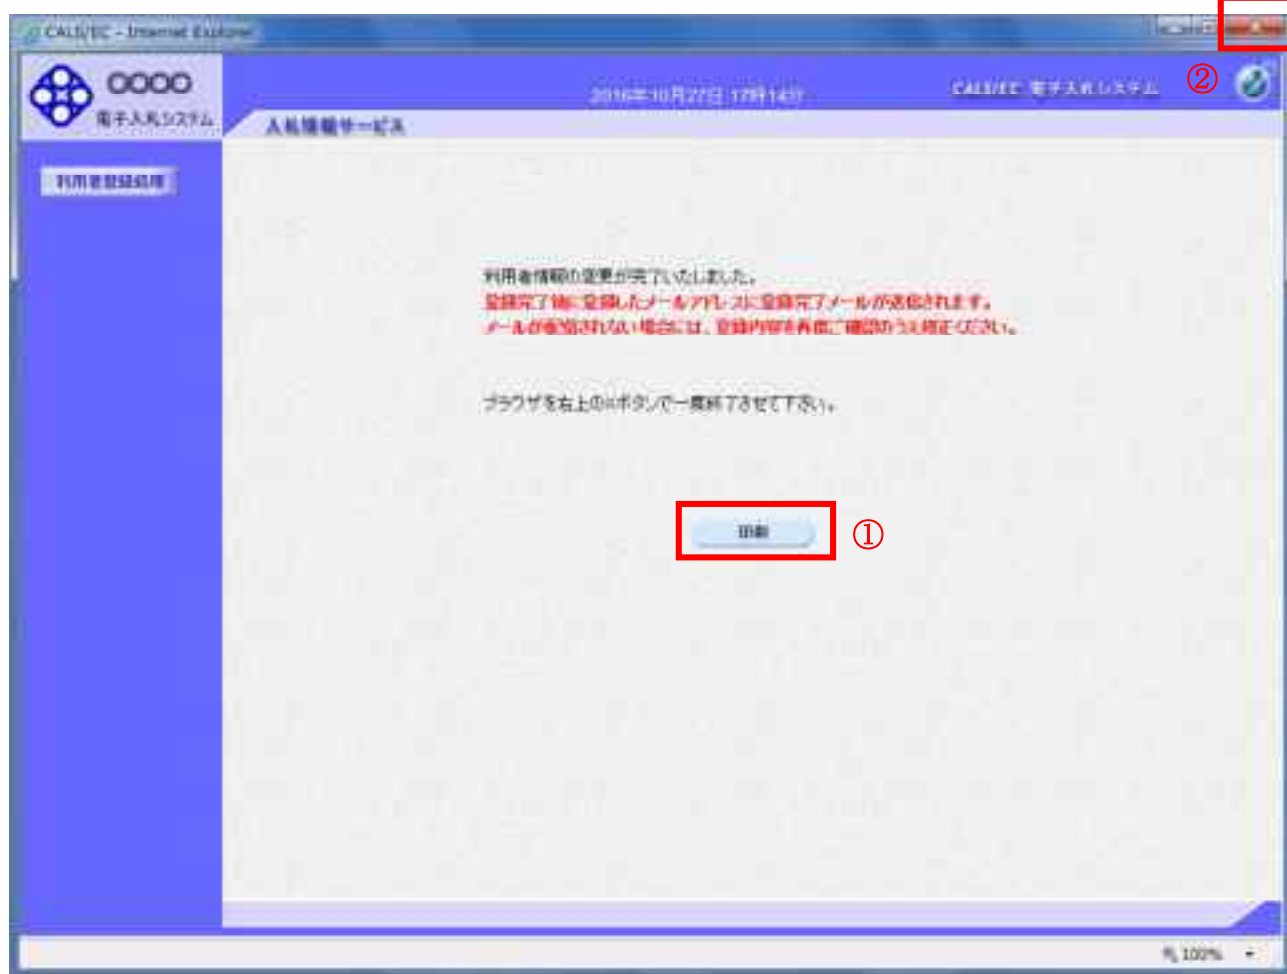 CALS/EC - Internet Explorer
○○○○
電子入札システム
2016年10月27日 17時14分
CALS/EC 電子入札システム
②
入札情報サービス
利用者登録処理
利用者情報の変更が完了いたしました。
登録完了後に登録したメールアドレスに登録完了メールが送信されます。
メールが配信されない場合には、登録内容を再度ご確認のうえ修正ください。
ブラウザを右上の×ボタンで一度終了させて下さい。
印刷
①
100%